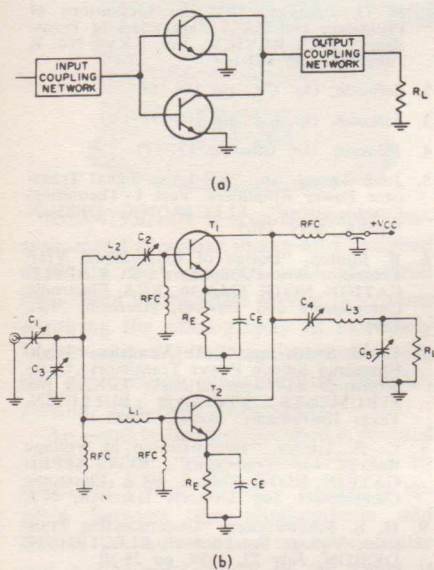 INPUT
COUPLING
NETWORK
OUTPUT
COUPLING
NETWORK
RL
(a)
L2
C2
T1
RFC
+VCC
RFC
RE
CE
C1
C3
C4
L3
C5
RL
T2
L1
RFC
RFC
RE
CE
(b)